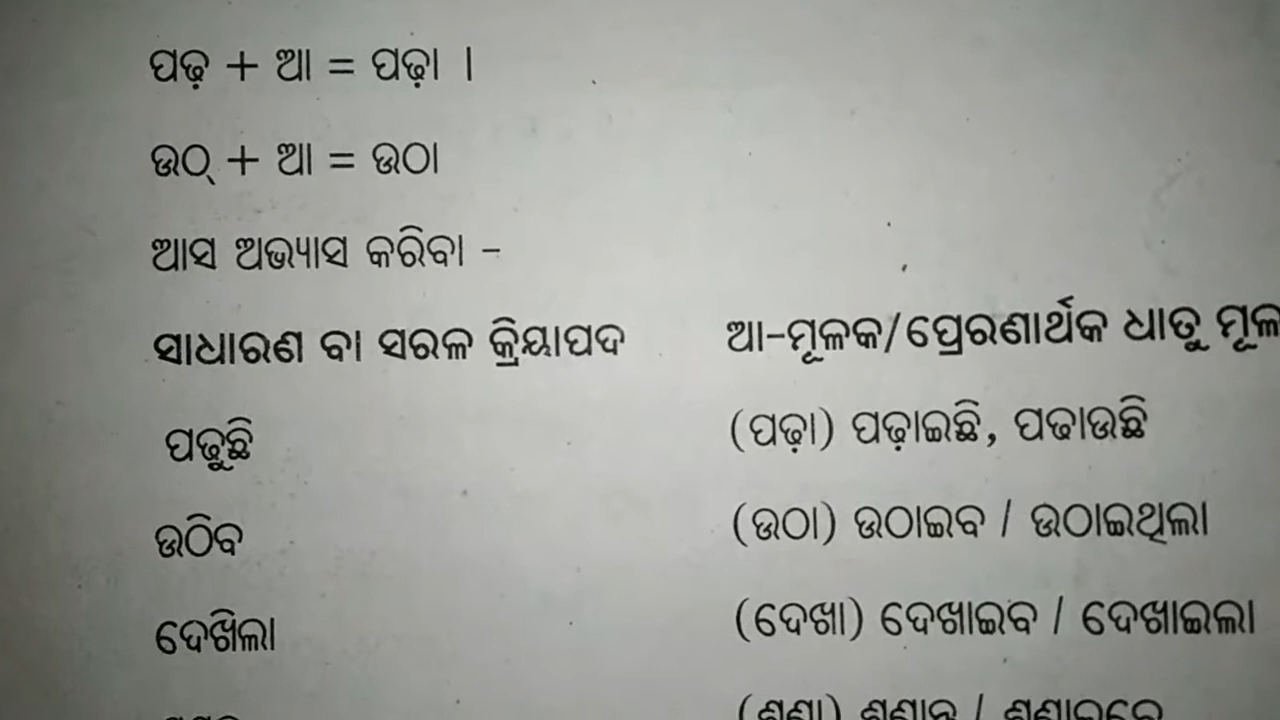 ପଢ଼ + ଆ = ପଢ଼ା ।
ଉଠ୍ + ଆ = ଉଠା
ଆସ ଅଭ୍ୟାସ କରିବା –
ସାଧାରଣ ବା ସରଳ କ୍ରିୟାପଦ ଆ-ମୂଳକ/ପ୍ରେରଣାର୍ଥକ ଧାତୁ ମୂଳ
ପଢୁଛି (ପଢ଼ା) ପଢ଼ାଇଛି, ପଢାଉଛି
ଉଠିବ (ଉଠା) ଉଠାଇବ / ଉଠାଇଥିଲା
ଦେଖିଲା (ଦେଖା) ଦେଖାଇବ / ଦେଖାଇଲା